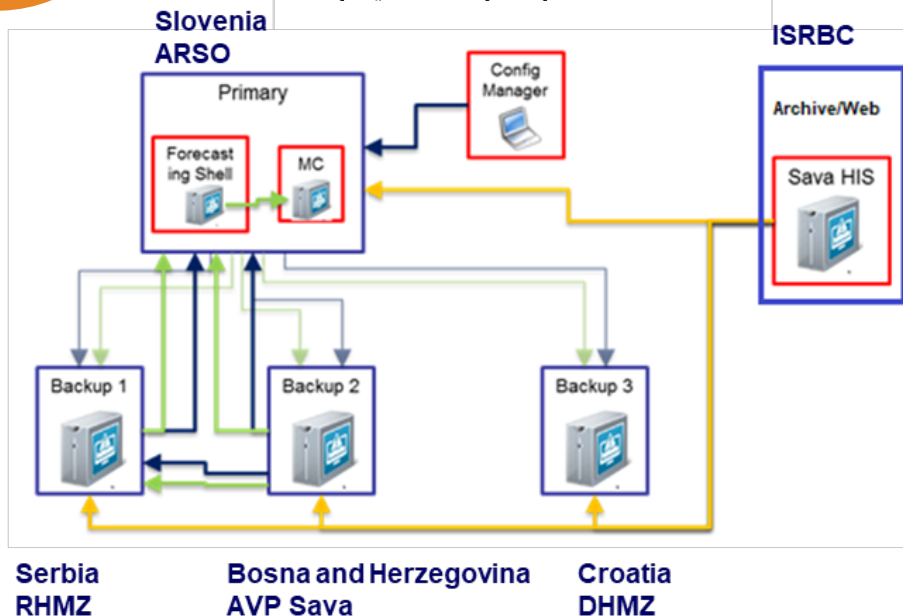 Slovenia
ARSO
ISRBC
Primary
Config
Manager
Archive/Web
Forecast
ing Shell
MC
Sava HIS
Backup 1
Backup 2
Backup 3
Serbia
RHMZ
Bosna and Herzegovina
AVP Sava
Croatia
DHMZ